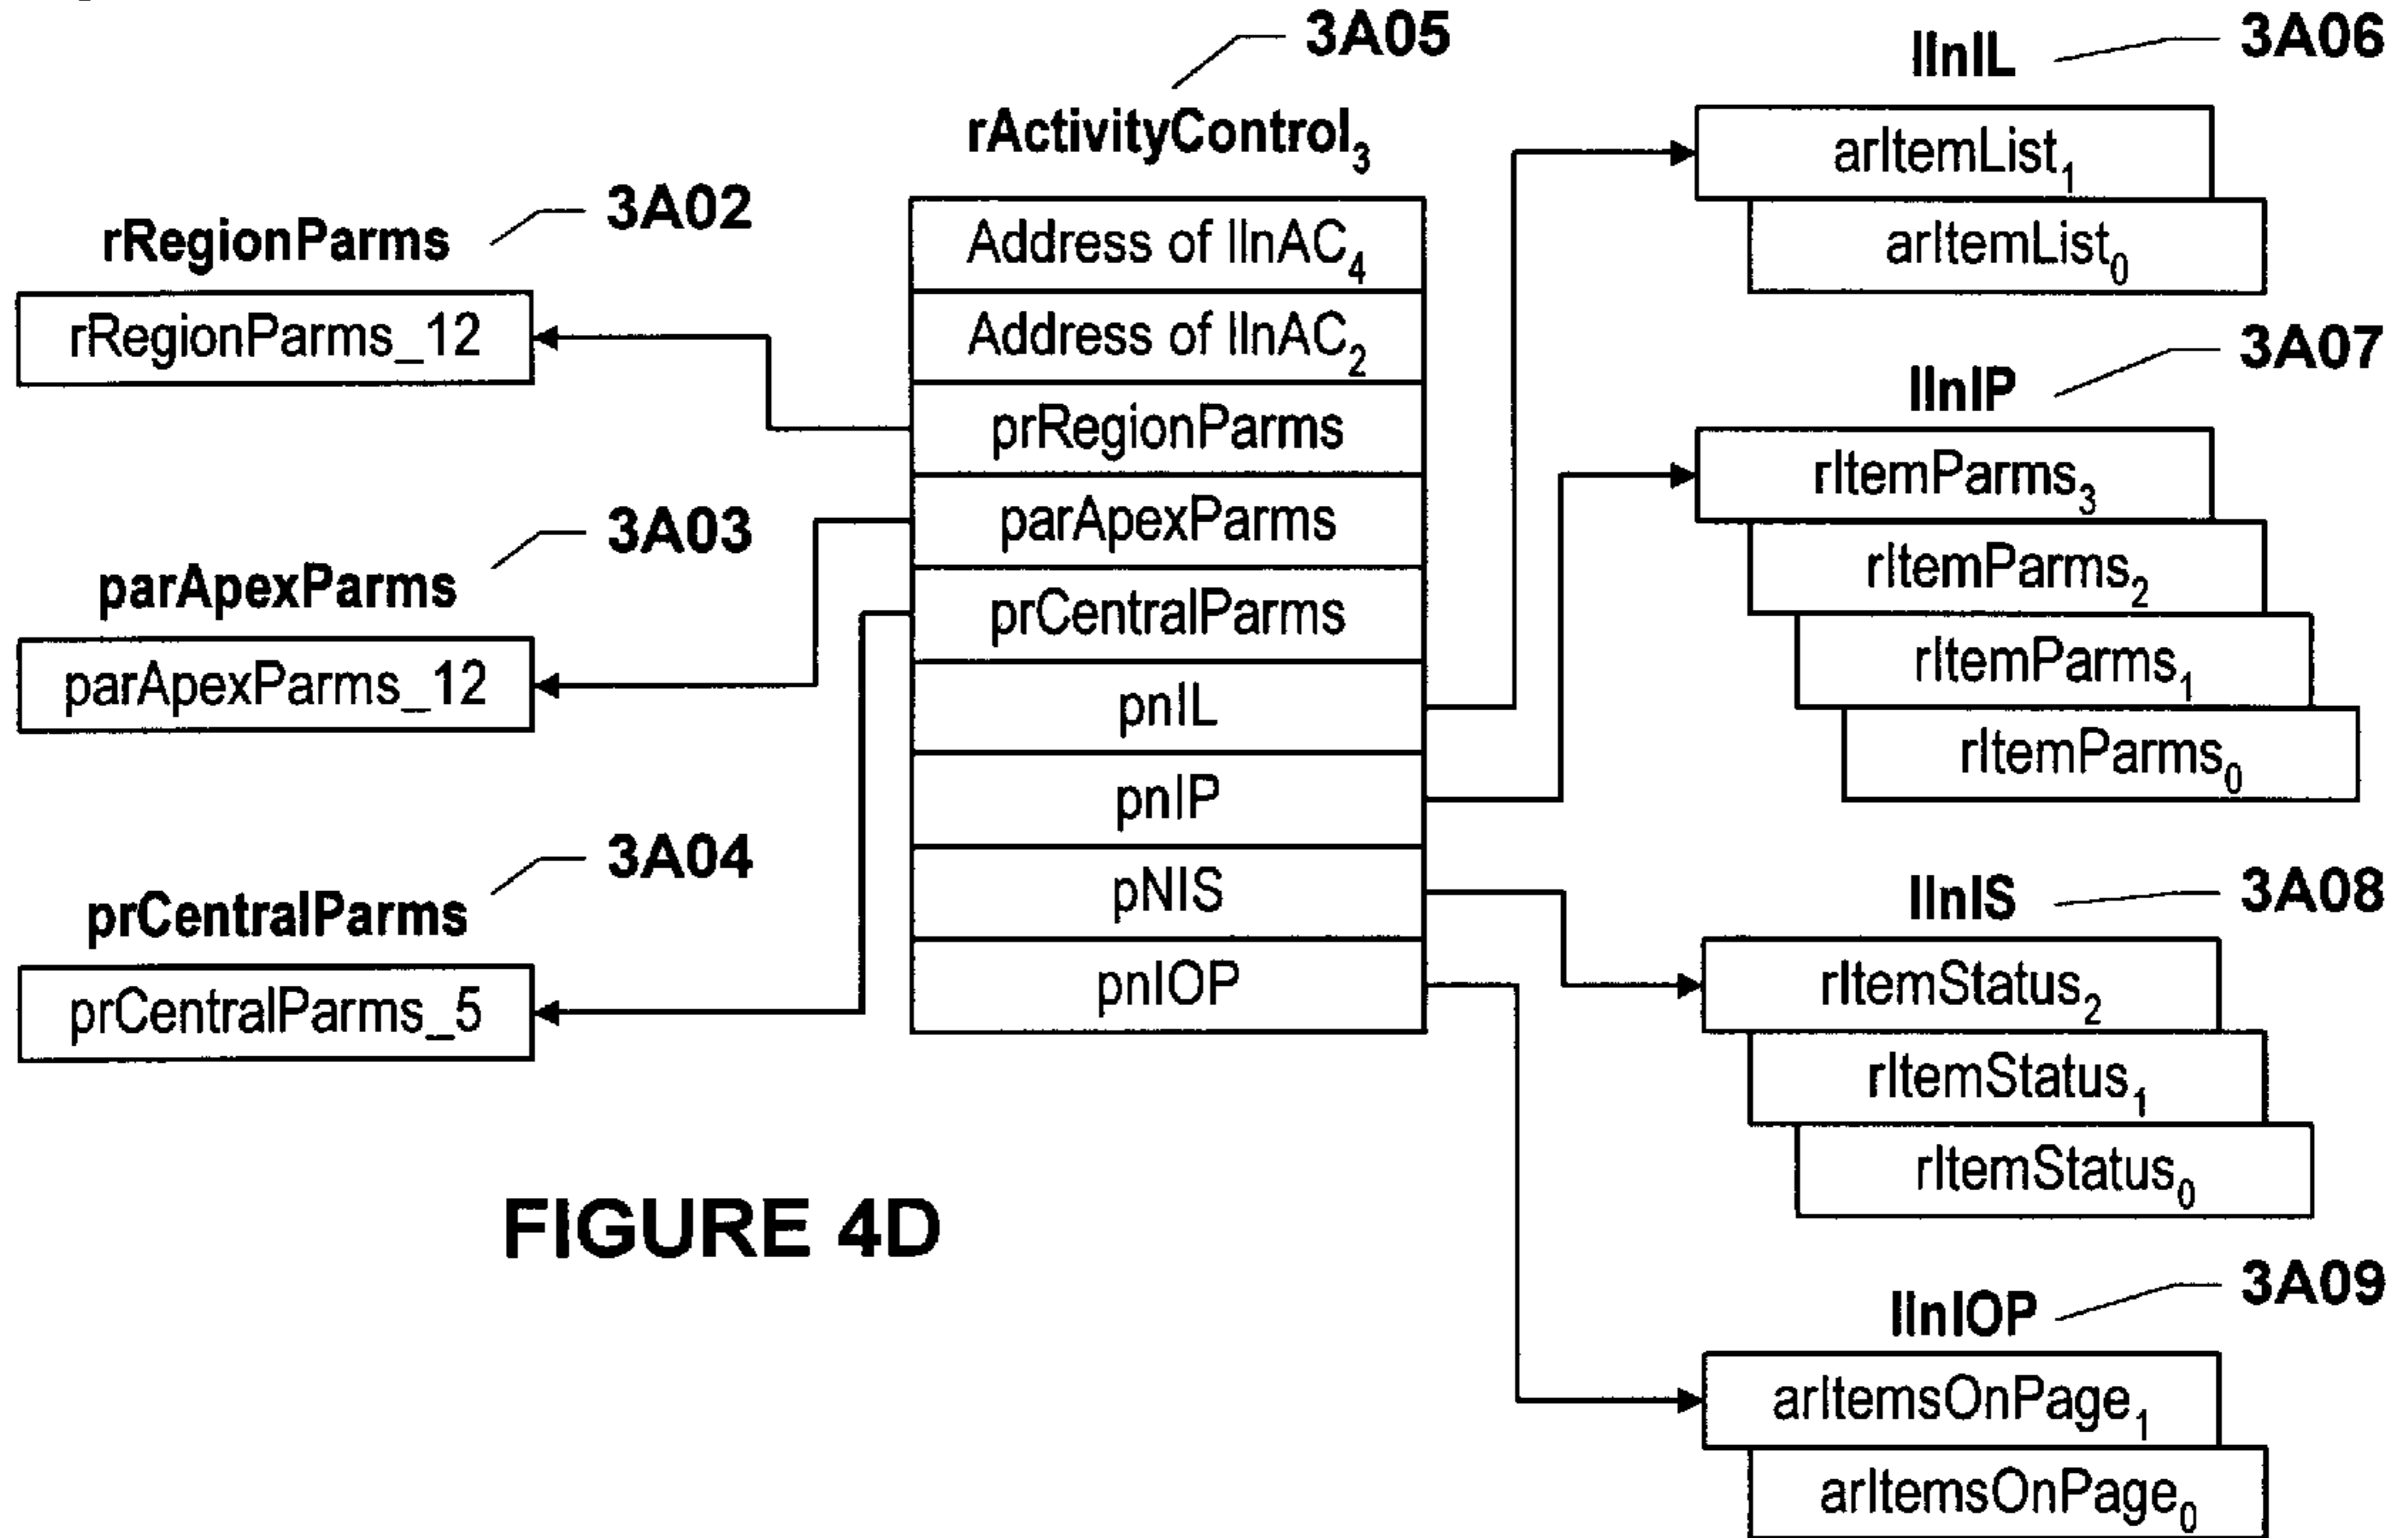 3A05
rActivityControl₃
Address of llnAC₄
Address of llnAC₂
prRegionParms
parApexParms
prCentralParms
pnIL
pnIP
pNIS
pnIOP
3A02
rRegionParms
rRegionParms_12
3A03
parApexParms
parApexParms_12
3A04
prCentralParms
prCentralParms_5
3A06
llnIL
arItemList₁
arItemList₀
3A07
llnIP
rItemParms₃
rItemParms₂
rItemParms₁
rItemParms₀
3A08
llnIS
rItemStatus₂
rItemStatus₁
rItemStatus₀
3A09
llnIOP
arItemsOnPage₁
arItemsOnPage₀
FIGURE 4D